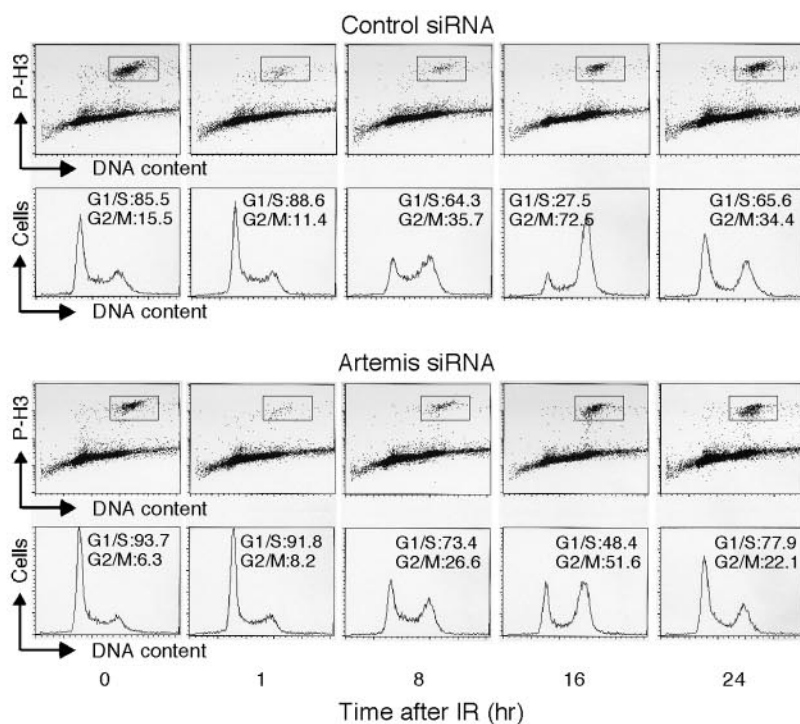 Control siRNA
P-H3
DNA content
G1/S:85.5
G2/M:15.5
G1/S:88.6
G2/M:11.4
G1/S:64.3
G2/M:35.7
G1/S:27.5
G2/M:72.5
G1/S:65.6
G2/M:34.4
Cells
DNA content
Artemis siRNA
P-H3
DNA content
G1/S:93.7
G2/M:6.3
G1/S:91.8
G2/M:8.2
G1/S:73.4
G2/M:26.6
G1/S:48.4
G2/M:51.6
G1/S:77.9
G2/M:22.1
Cells
DNA content
0 1 8 16 24
Time after IR (hr)